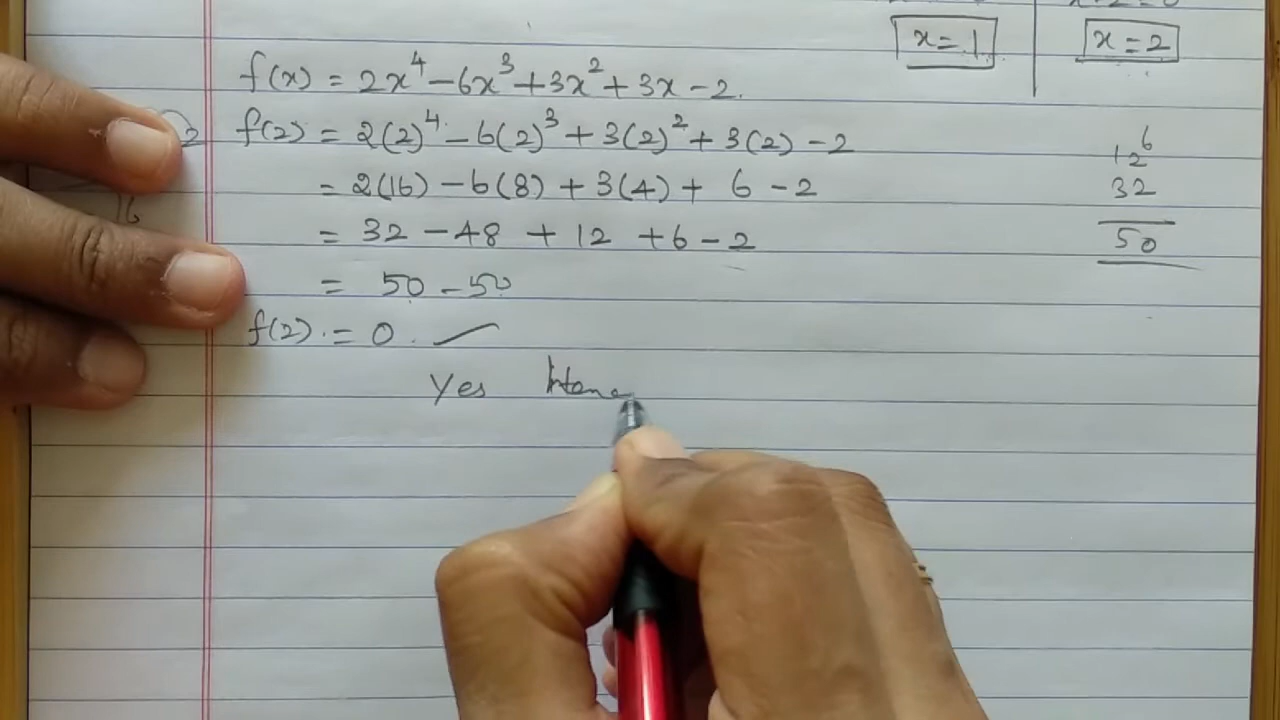 x = 1
x = 2
f(x) = 2x⁴ - 6x³ + 3x² + 3x - 2.
2 f(2) = 2(2)⁴ - 6(2)³ + 3(2)² + 3(2) - 2
= 2(16) - 6(8) + 3(4) + 6 - 2
= 32 - 48 + 12 + 6 - 2
= 50 - 50
f(2) = 0. ✓
Yes
6
12
32
50
16